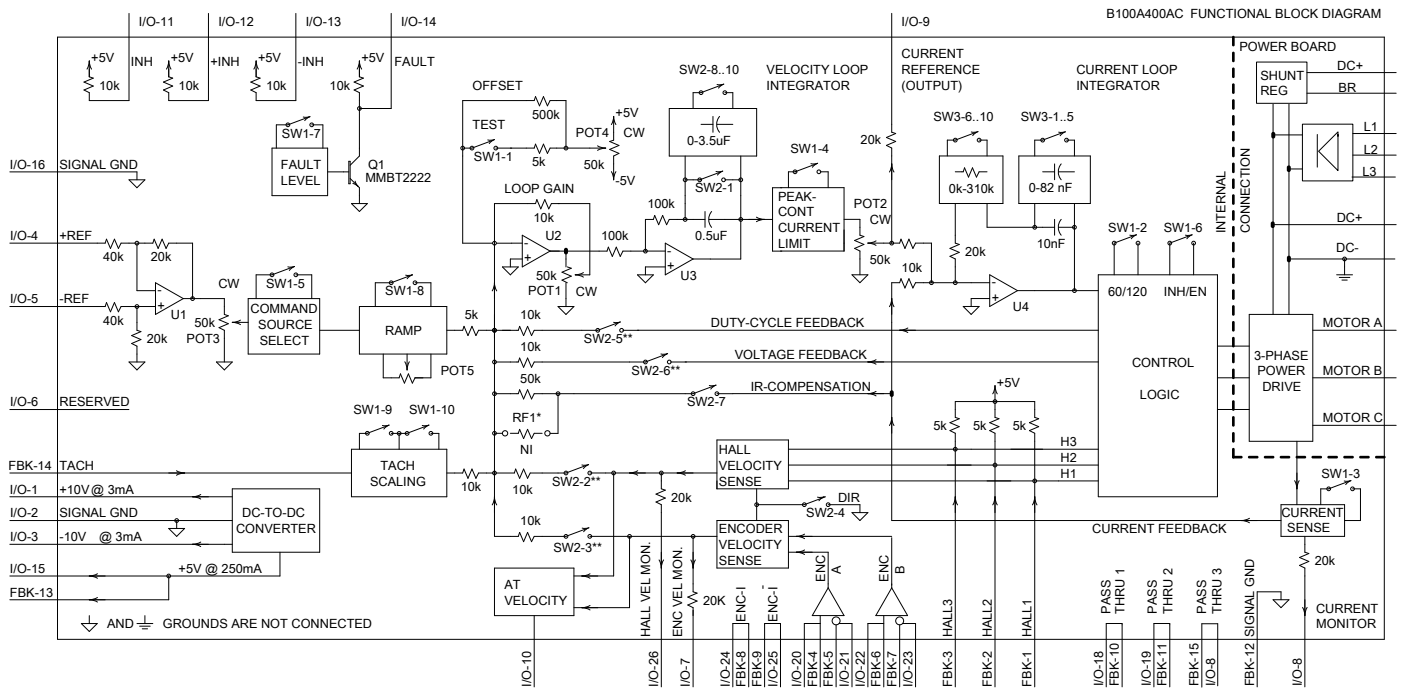 B100A400AC FUNCTIONAL BLOCK DIAGRAM
I/O-11
I/O-12
I/O-13
I/O-14
I/O-9
+5V
10k
INH
+5V
10k
+INH
+5V
10k
-INH
+5V
10k
FAULT
SW1-7
FAULT
LEVEL
Q1
MMBT2222
I/O-16
SIGNAL GND
I/O-4
+REF
40k
20k
I/O-5
-REF
40k
20k
U1
CW
50k
POT3
SW1-5
COMMAND
SOURCE
SELECT
SW1-8
RAMP
POT5
5k
I/O-6
RESERVED
SW1-9
SW1-10
FBK-14
TACH
TACH
SCALING
10k
I/O-1
+10V@ 3mA
I/O-2
SIGNAL GND
I/O-3
-10V @ 3mA
DC-TO-DC
CONVERTER
I/O-15
+5V @ 250mA
FBK-13
AND
GROUNDS ARE NOT CONNECTED
OFFSET
500k
TEST
SW1-1
5k
POT4
+5V
CW
50k
-5V
LOOP GAIN
10k
U2
50k
POT1
CW
100k
100k
SW2-8..10
0-3.5uF
SW2-1
0.5uF
U3
VELOCITY LOOP
INTEGRATOR
SW1-4
PEAK-
CONT
CURRENT
LIMIT
POT2
CW
50k
20k
CURRENT
REFERENCE
(OUTPUT)
10k
SW3-6..10
0k-310k
20k
SW3-1..5
0-82 nF
10nF
U4
CURRENT LOOP
INTEGRATOR
SW1-2
SW1-6
60/120
INH/EN
CONTROL
LOGIC
INTERNAL
CONNECTION
POWER BOARD
SHUNT
REG
DC+
BR
L1
L2
L3
DC+
DC-
3-PHASE
POWER
DRIVE
MOTOR A
MOTOR B
MOTOR C
10k
SW2-5**
DUTY-CYCLE FEEDBACK
50k
SW2-6**
VOLTAGE FEEDBACK
SW2-7
IR-COMPENSATION
RF1*
NI
10k
SW2-2**
10k
SW2-3**
20k
20K
HALL VEL MON.
ENC VEL MON.
HALL
VELOCITY
SENSE
ENCODER
VELOCITY
SENSE
SW2-4
DIR
+5V
5k
5k
5k
H3
H2
H1
SW1-3
CURRENT
SENSE
CURRENT FEEDBACK
20k
CURRENT
MONITOR
AT
VELOCITY
ENC
A
ENC
B
ENC-I
ENC-I¯
HALL3
HALL2
HALL1
PASS
THRU 1
PASS
THRU 2
PASS
THRU 3
SIGNAL GND
I/O-10
I/O-26
I/O-7
I/O-24
FBK-8
FBK-9
I/O-25
I/O-20
FBK-4
FBK-5
I/O-21
I/O-22
FBK-6
FBK-7
I/O-23
FBK-3
FBK-2
FBK-1
I/O-18
FBK-10
I/O-19
FBK-11
FBK-15
I/O-8
FBK-12
I/O-8